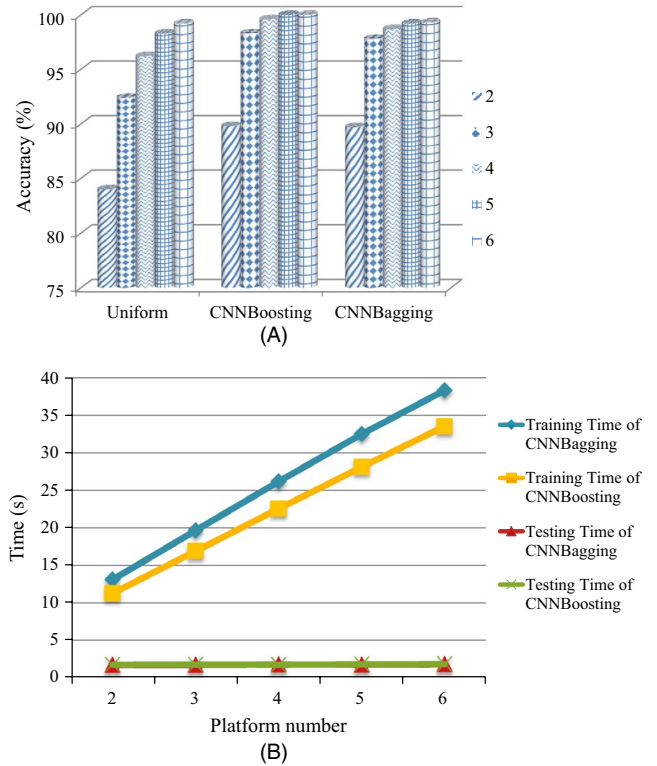 100
95
90
85
80
75
Accuracy (%)
Uniform
CNNBoosting
CNNBagging
2
3
4
5
6
(A)
40
35
30
25
20
15
10
5
0
Time (s)
2
3
4
5
6
Platform number
Training Time of
CNNBagging
Training Time of
CNNBoosting
Testing Time of
CNNBagging
Testing Time of
CNNBoosting
(B)